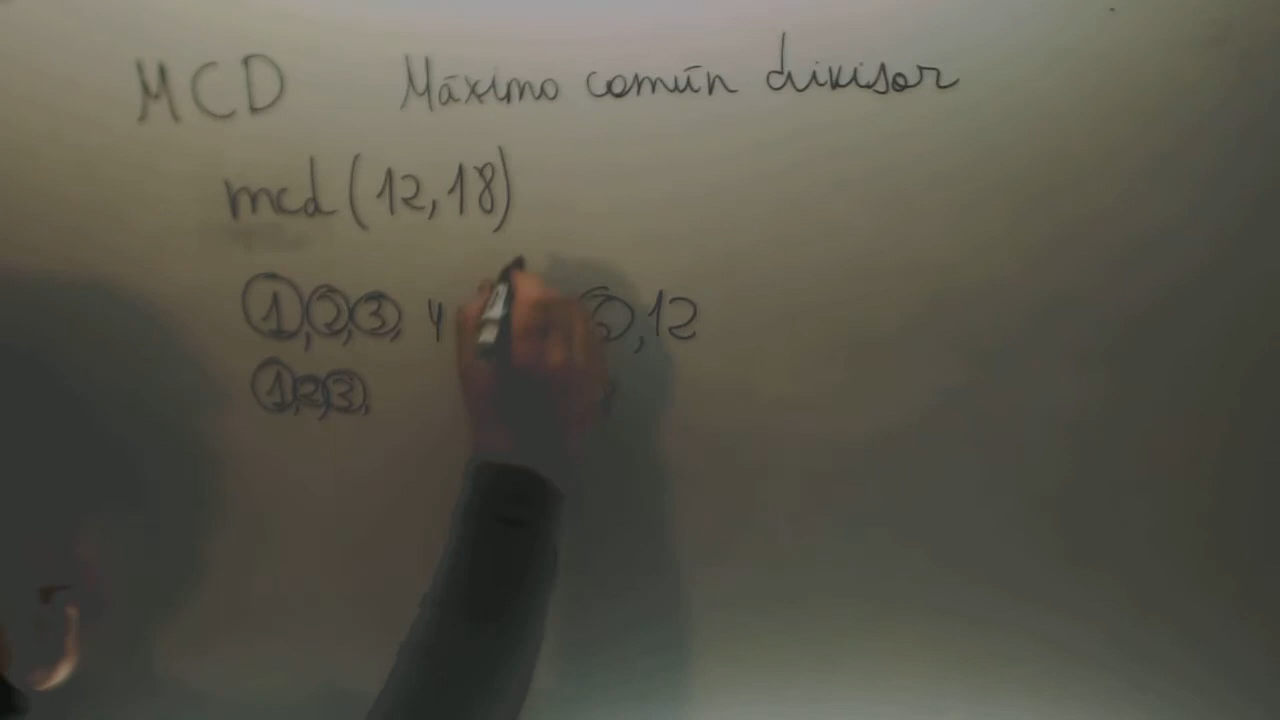 MCD Máximo común divisor
mcd (12,18)
1,2,3, 4 ,12
1,2,3,